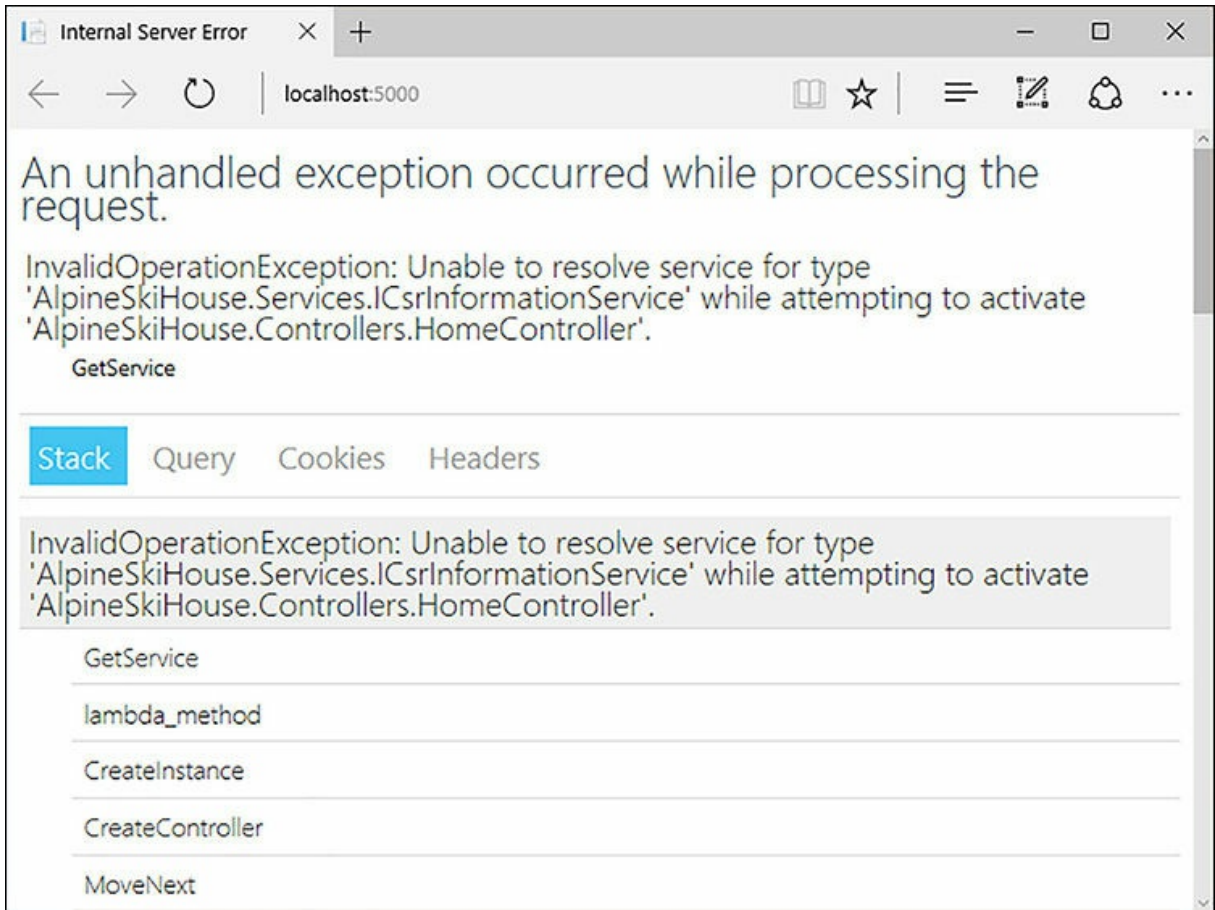 Internal Server Error
localhost:5000
An unhandled exception occurred while processing the
request.
InvalidOperationException: Unable to resolve service for type
'AlpineSkiHouse.Services.ICsrInformationService' while attempting to activate
'AlpineSkiHouse.Controllers.HomeController'.
GetService
Stack Query Cookies Headers
InvalidOperationException: Unable to resolve service for type
'AlpineSkiHouse.Services.ICsrInformationService' while attempting to activate
'AlpineSkiHouse.Controllers.HomeController'.
GetService
lambda_method
CreateInstance
CreateController
MoveNext